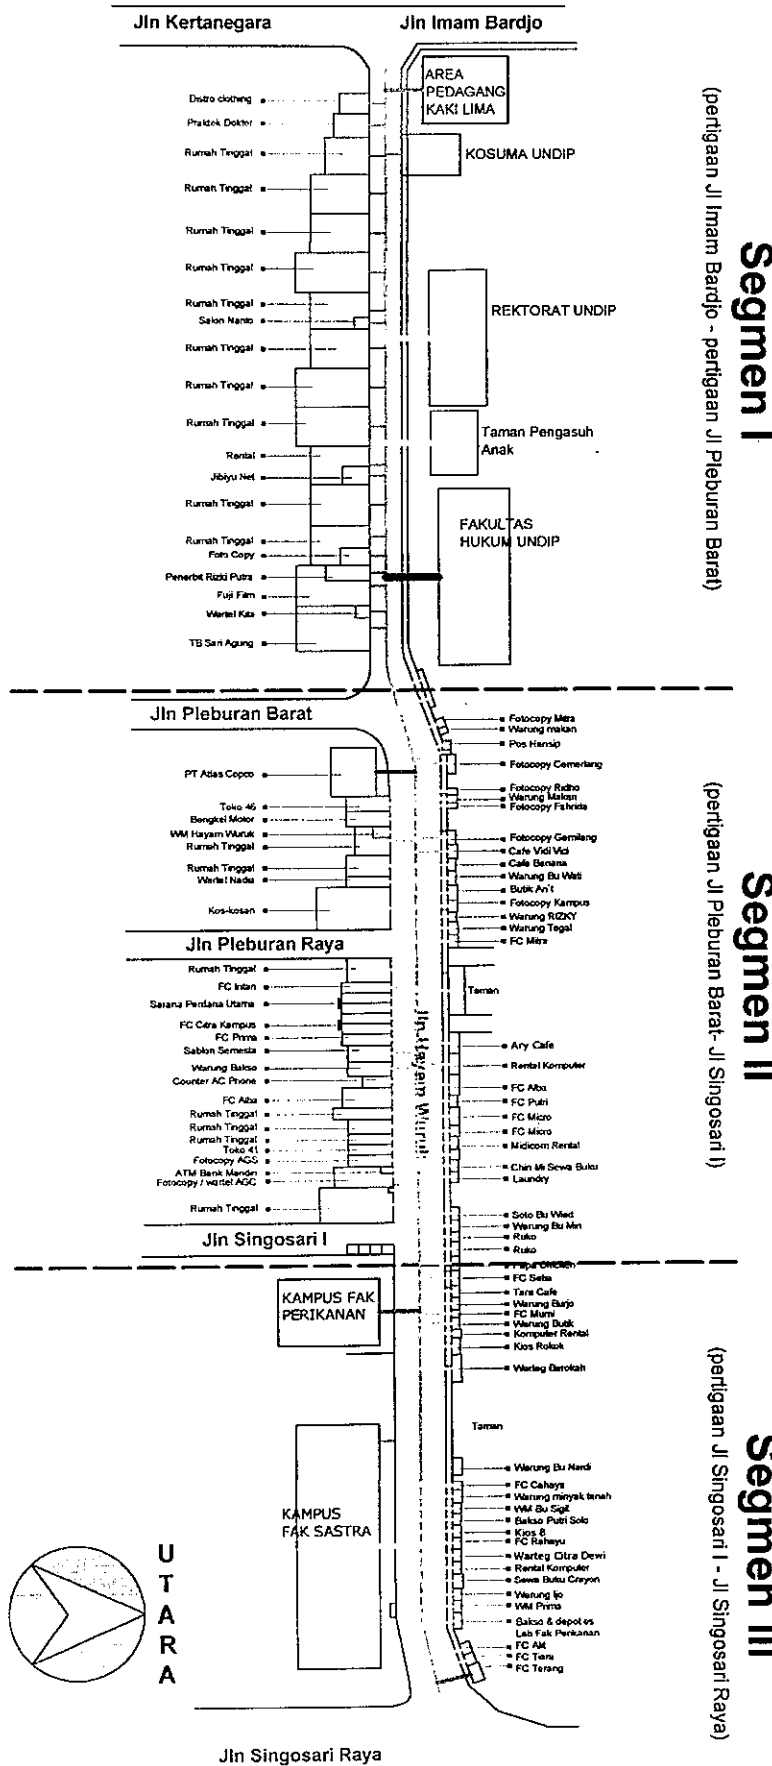 Jln Kertanegara
Jln Imam Bardjo
AREA
PEDAGANG
KAKI LIMA
Distro clothing
Praktek Dokter
Rumah Tinggal
KOSUMA UNDIP
Rumah Tinggal
Rumah Tinggal
Rumah Tinggal
Rumah Tinggal
Salon Nanto
REKTORAT UNDIP
Rumah Tinggal
Rumah Tinggal
Rumah Tinggal
Taman Pengasuh
Anak
Rental
Jibiyu Net
Rumah Tinggal
FAKULTAS
HUKUM UNDIP
Rumah Tinggal
Foto Copy
Penerbit Rizki Putra
Fuji Film
Wartel Kita
TB Sari Agung
Segmen I
(pertigaan Jl Imam Bardjo - pertigaan Jl Pleburan Barat)
Jln Pleburan Barat
Fotocopy Mitra
Warung makan
Pos Hansip
Fotocopy Cemerlang
PT Atlas Copco
Fotocopy Ridho
Warung Makan
Fotocopy Fahrida
Toko 46
Bengkel Motor
WM Hayam Wuruk
Rumah Tinggal
Fotocopy Gemilang
Cafe Vidi Vici
Cafe Banana
Rumah Tinggal
Wartel Nadia
Warung Bu Wati
Butik An't
Kos-kosan
Fotocopy Kampus
Warung RIZKY
Warung Tegal
FC Mitra
Jln Pleburan Raya
Rumah Tinggal
FC Intan
Sarana Perdana Utama
FC Citra Kampus
FC Prima
Sablon Semesta
Warung Bakso
Counter AC Phone
FC Alba
Rumah Tinggal
Rumah Tinggal
Rumah Tinggal
Toko 41
Fotocopy AGS
ATM Bank Mandiri
Fotocopy / wartel AGC
Rumah Tinggal
Jln Hayam Wuruk
Taman
Ary Cafe
Rental Komputer
FC Alba
FC Putri
FC Micro
FC Micro
Midicom Rental
Chin Mi Sewa Buku
Laundry
Soto Bu Wied
Warung Bu Min
Ruko
Ruko
Segmen II
(pertigaan Jl Pleburan Barat- Jl Singosari I)
Jln Singosari I
Papa Chicken
FC Seba
Tara Cafe
Warung Burjo
FC Murni
Warung Butik
Komputer Rental
Kios Rokok
Warteg Barokah
KAMPUS FAK
PERIKANAN
Taman
Warung Bu Nardi
FC Cahaya
Warung minyak tanah
WM Bu Sigit
Bakso Putri Solo
Kios 8
FC Rahayu
Warteg Citra Dewi
Rental Komputer
Sewa Buku Crayon
Warung Ijo
WM Prima
Bakso & depot es
Lab Fak Perikanan
FC Akt
FC Tiara
FC Terang
KAMPUS
FAK SASTRA
Segmen III
(pertigaan Jl Singosari I - Jl Singosari Raya)
UTARA
Jln Singosari Raya